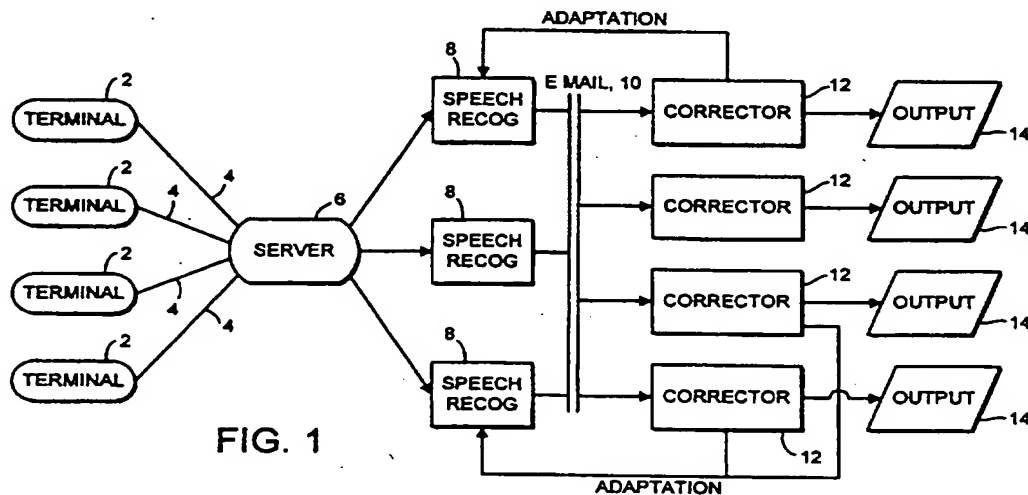 ADAPTATION
2
TERMINAL
4
2
TERMINAL
4
2
TERMINAL
4
2
TERMINAL
4
6
SERVER
8
SPEECH
RECOG
8
SPEECH
RECOG
8
SPEECH
RECOG
E MAIL, 10
CORRECTOR
12
OUTPUT
14
CORRECTOR
12
OUTPUT
14
CORRECTOR
12
OUTPUT
14
CORRECTOR
12
OUTPUT
14
ADAPTATION
FIG. 1